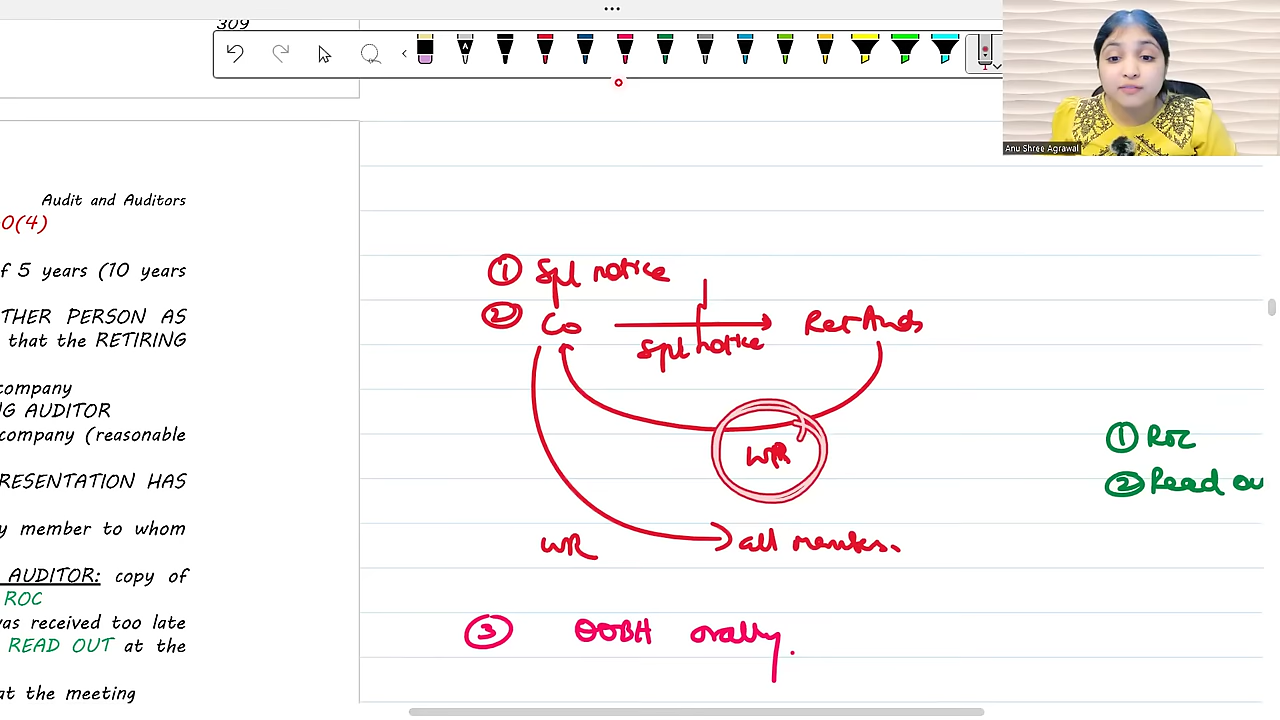 309
Anu Shree Agrawal
Audit and Auditors
0(4)
f 5 years (10 years
THER PERSON AS
that the RETIRING
company
NG AUDITOR
company (reasonable
RESENTATION HAS
y member to whom
AUDITOR: copy of
ROC
was received too late
READ OUT at the
at the meeting
① Spl notice
② Co
Spl notice
Ret Auds
WR
WR
all members.
① ROC
② Read ou
③ OOBH orally.